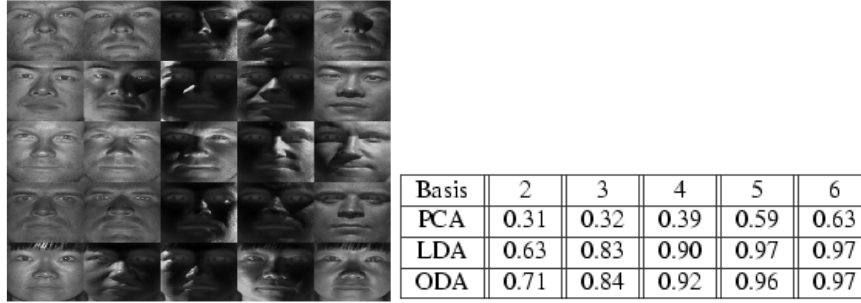 Basis 2 3 4 5 6
PCA 0.31 0.32 0.39 0.59 0.63
LDA 0.63 0.83 0.90 0.97 0.97
ODA 0.71 0.84 0.92 0.96 0.97